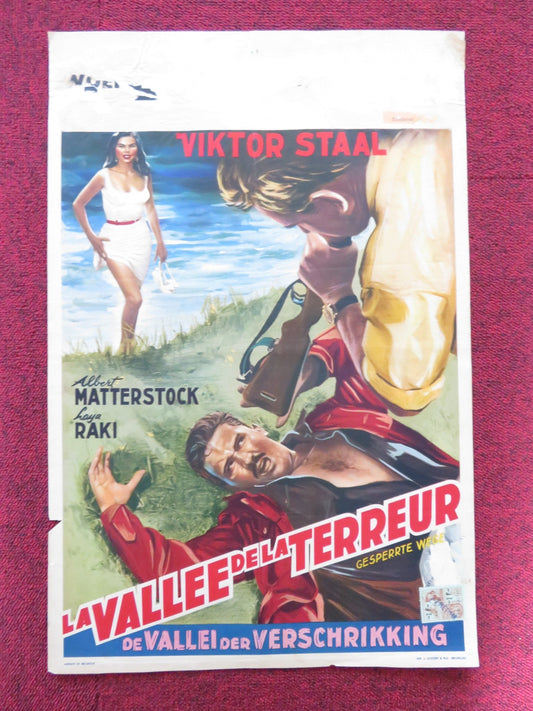 VIKTOR STAAL
Albert
MATTERSTOCK
Laya
RAKI
LA VALLEE DE LA TERREUR
GESPERRTE WEGE
DE VALLEI DER VERSCHRIKKING